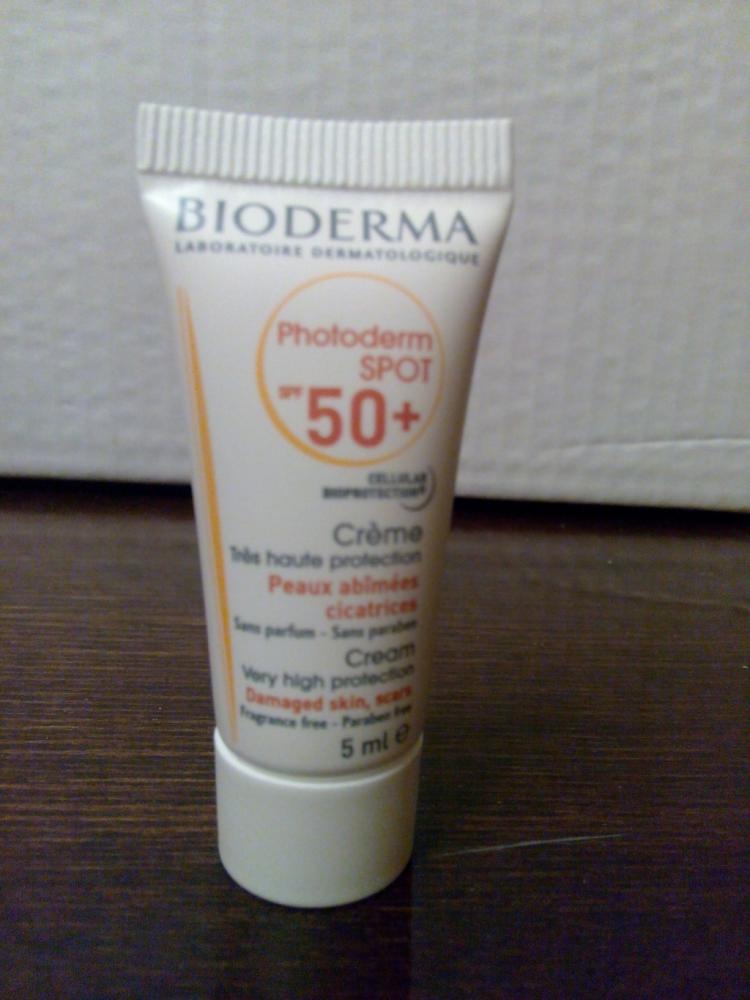 BIODERMA
LABORATOIRE DERMATOLOGIQUE
Photoderm
SPOT
SPF 50+
CELLULAR
BIOPROTECTION
Crème
Très haute protection
Peaux abîmées
cicatrices
Sans parfum - Sans paraben
Cream
Very high protection
Damaged skin, scars
Fragrance free - Paraben free
5 ml ℮